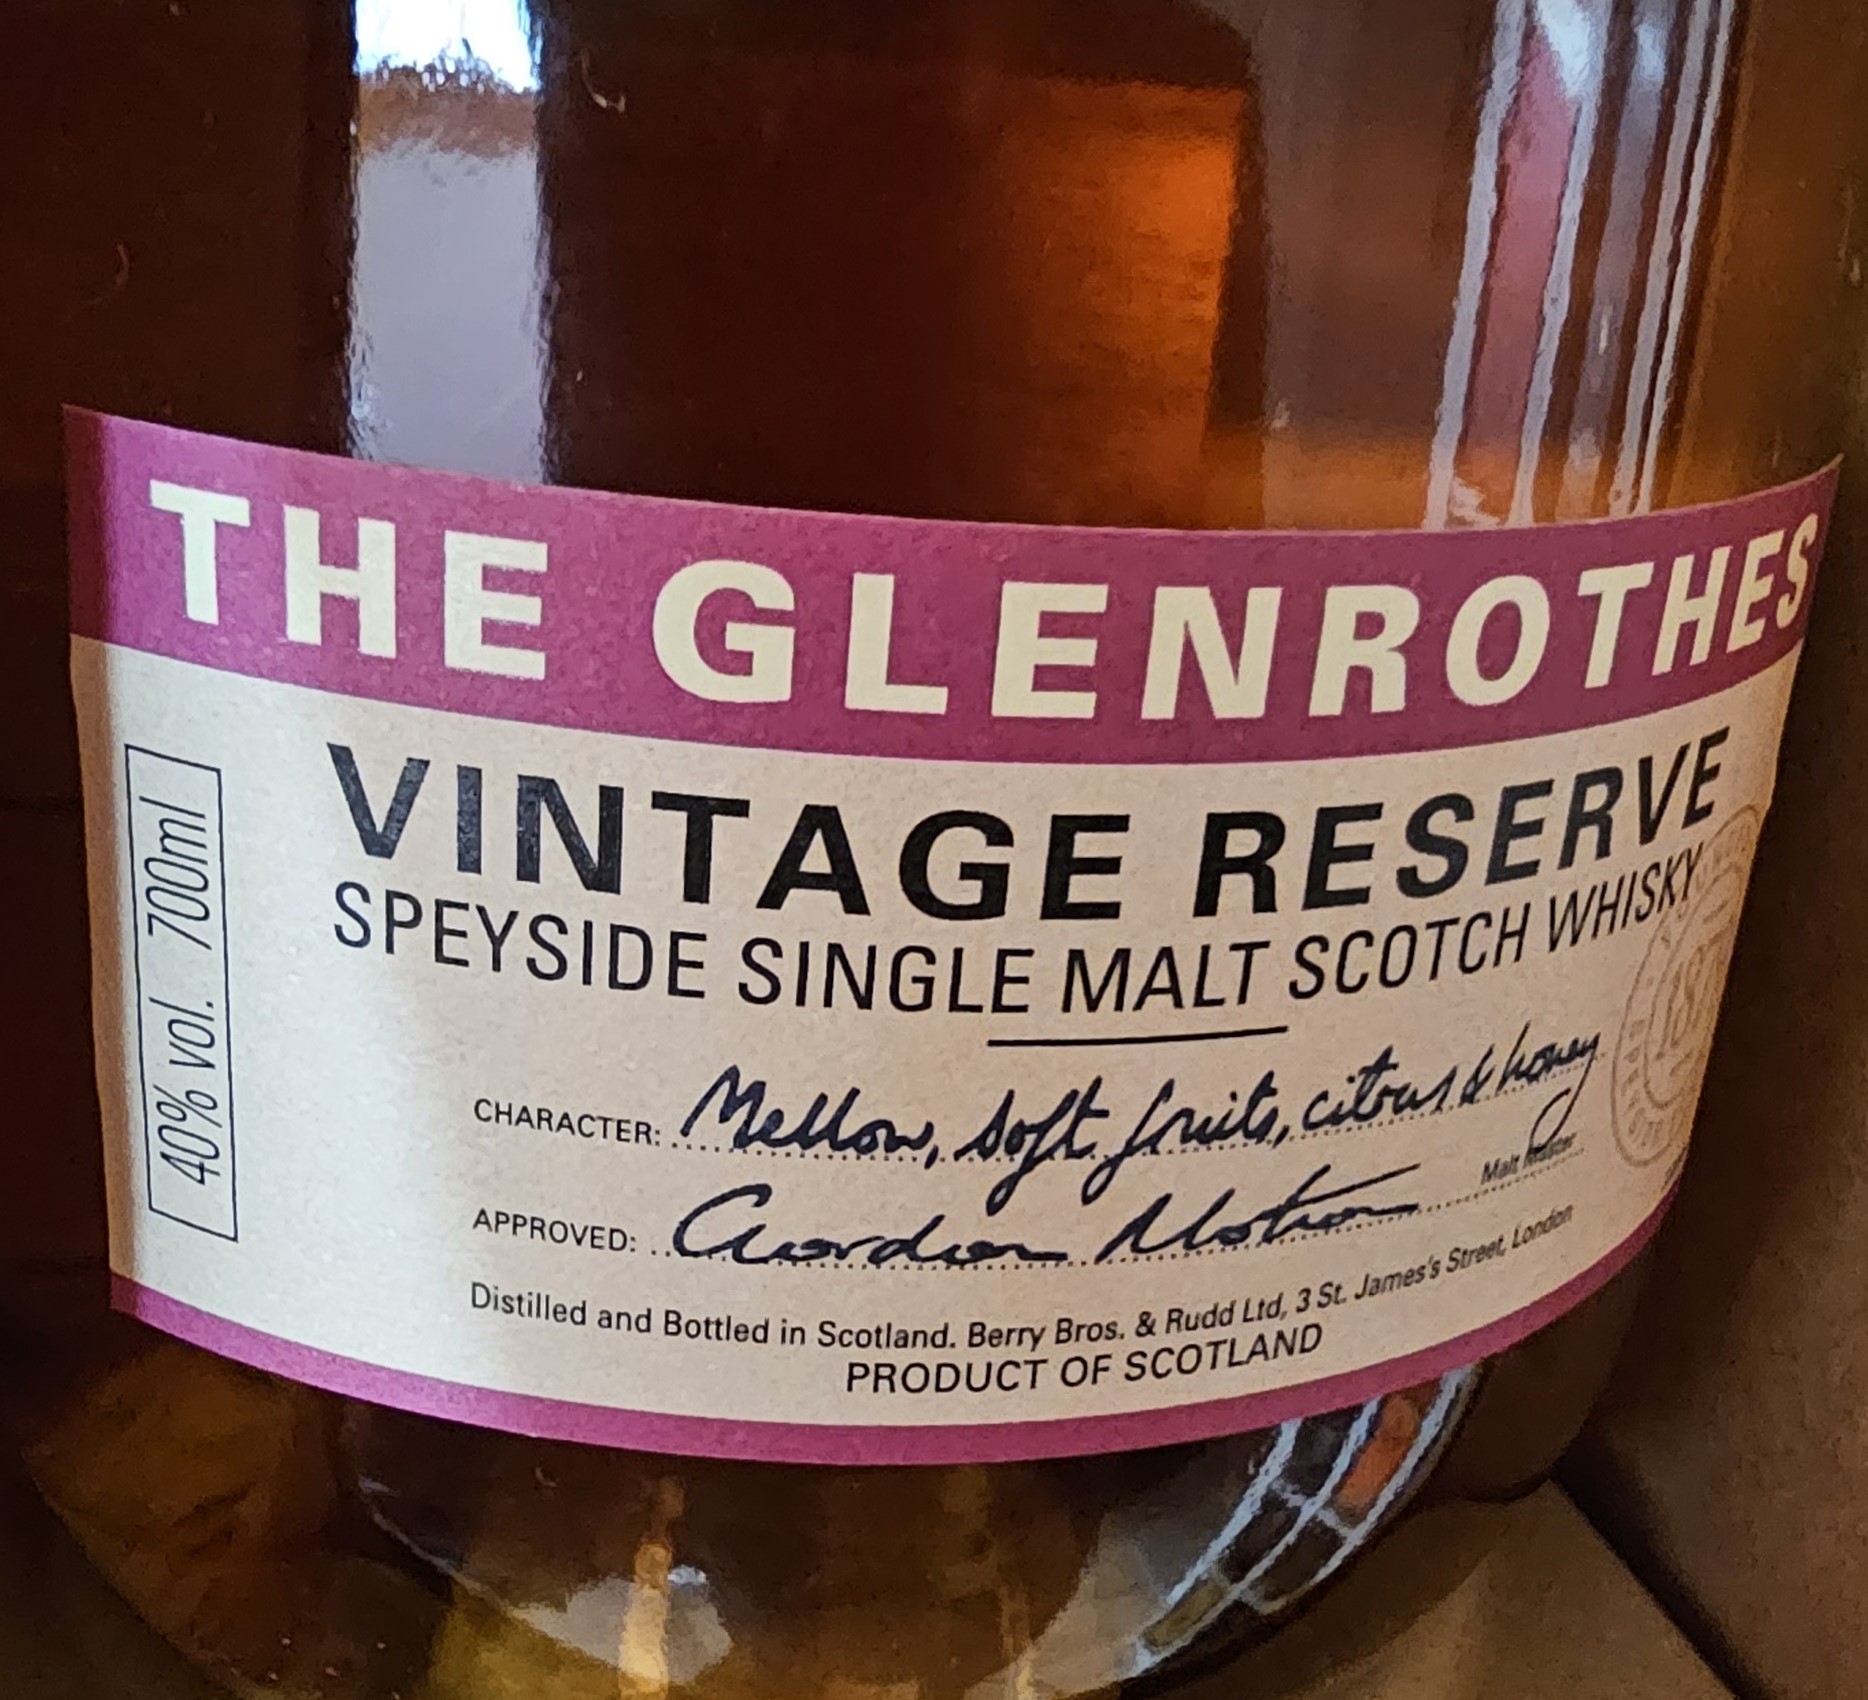 THE GLENROTHES
VINTAGE RESERVE
SPEYSIDE SINGLE MALT SCOTCH WHISKY
40% vol. 700ml
CHARACTER: Mellow, soft fruits, citrus & honey
APPROVED: Gordon Motion Malt Master
Distilled and Bottled in Scotland. Berry Bros. & Rudd Ltd, 3 St. James's Street, London
PRODUCT OF SCOTLAND